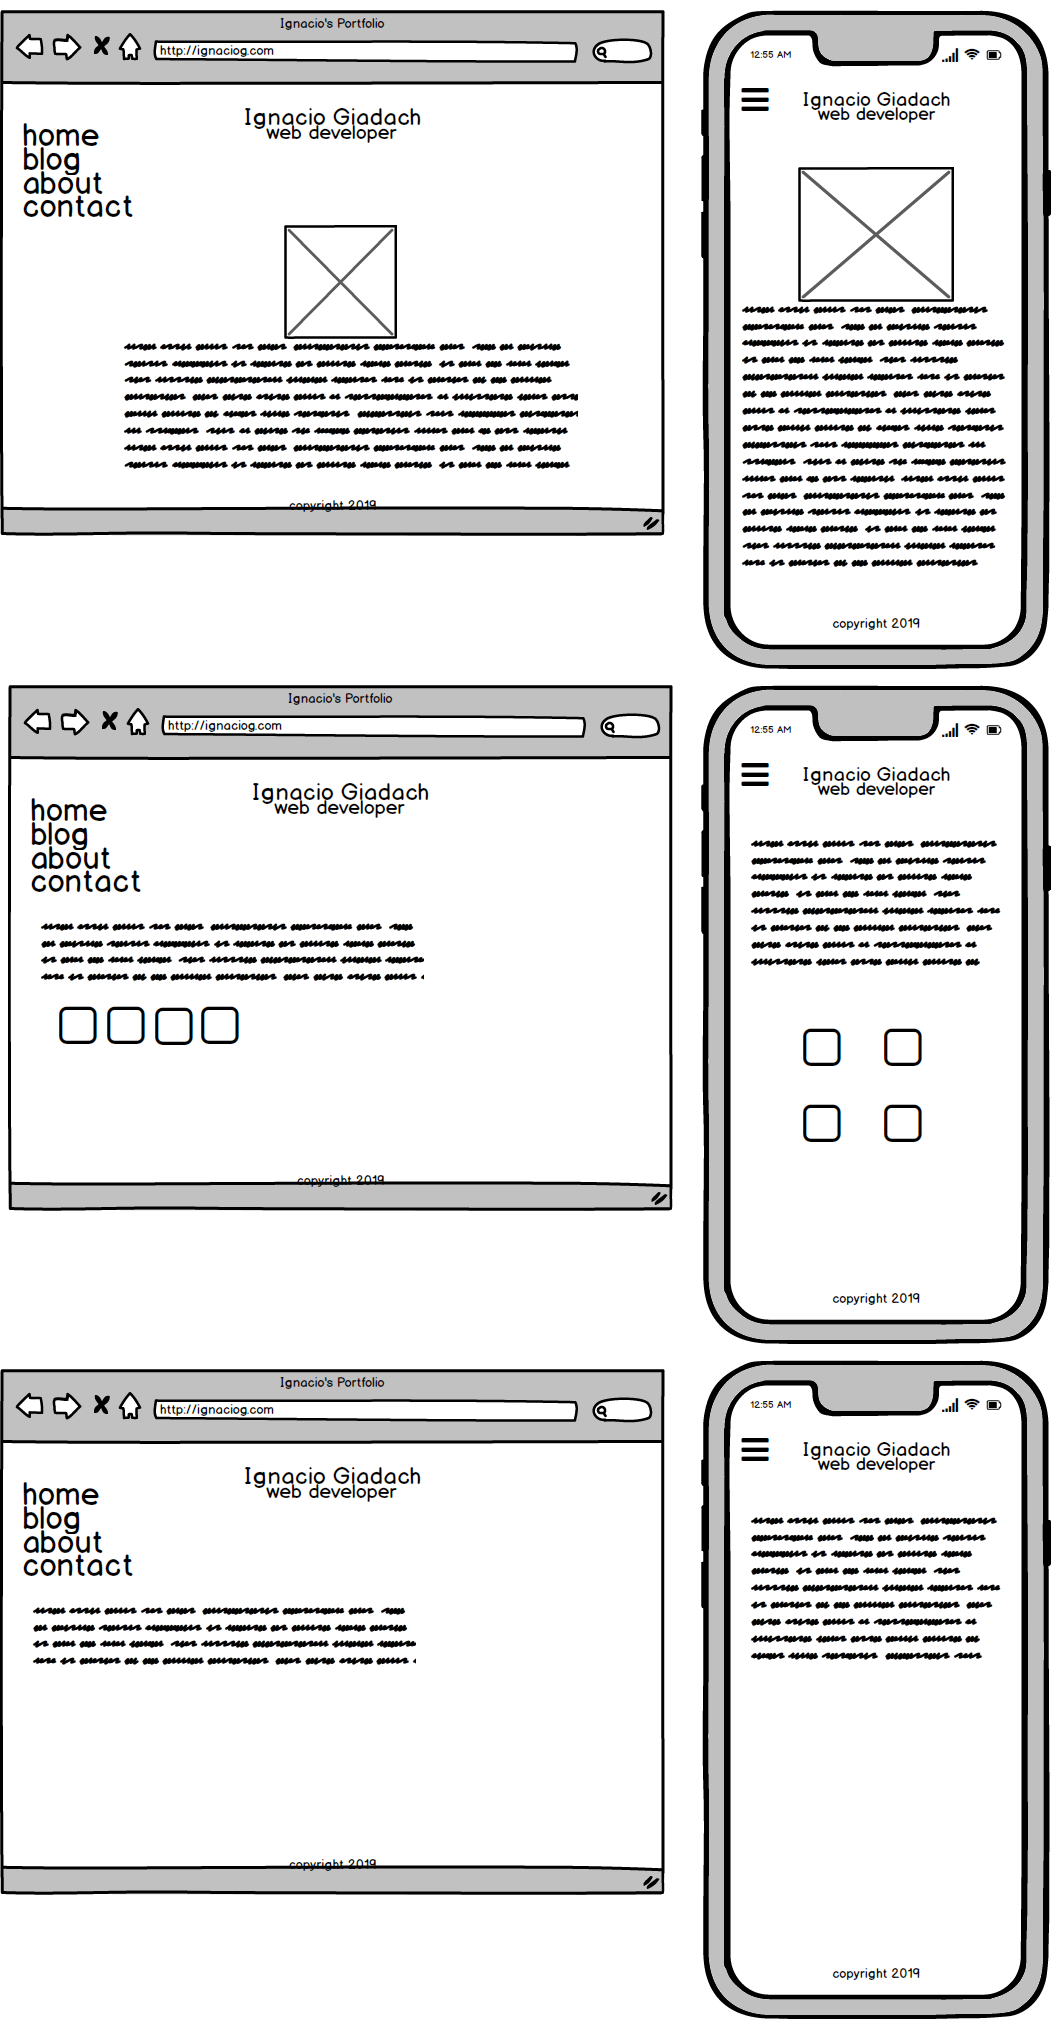 Ignacio's Portfolio
http://ignaciog.com
Ignacio Giadach
web developer
home
blog
about
contact
copyright 2019
12:55 AM
Ignacio Giadach
web developer
copyright 2019
Ignacio's Portfolio
http://ignaciog.com
Ignacio Giadach
web developer
home
blog
about
contact
copyright 2019
12:55 AM
Ignacio Giadach
web developer
copyright 2019
Ignacio's Portfolio
http://ignaciog.com
Ignacio Giadach
web developer
home
blog
about
contact
copyright 2019
12:55 AM
Ignacio Giadach
web developer
copyright 2019